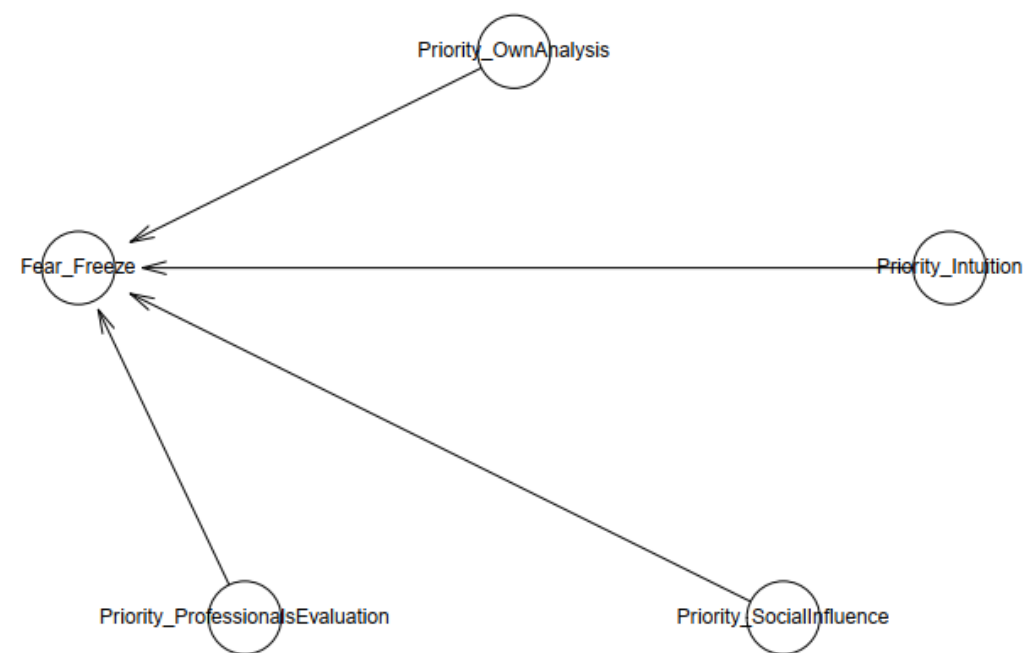 Priority_OwnAnalysis
Fear_Freeze
Priority_Intuition
Priority_ProfessionalsEvaluation
Priority_SocialInfluence